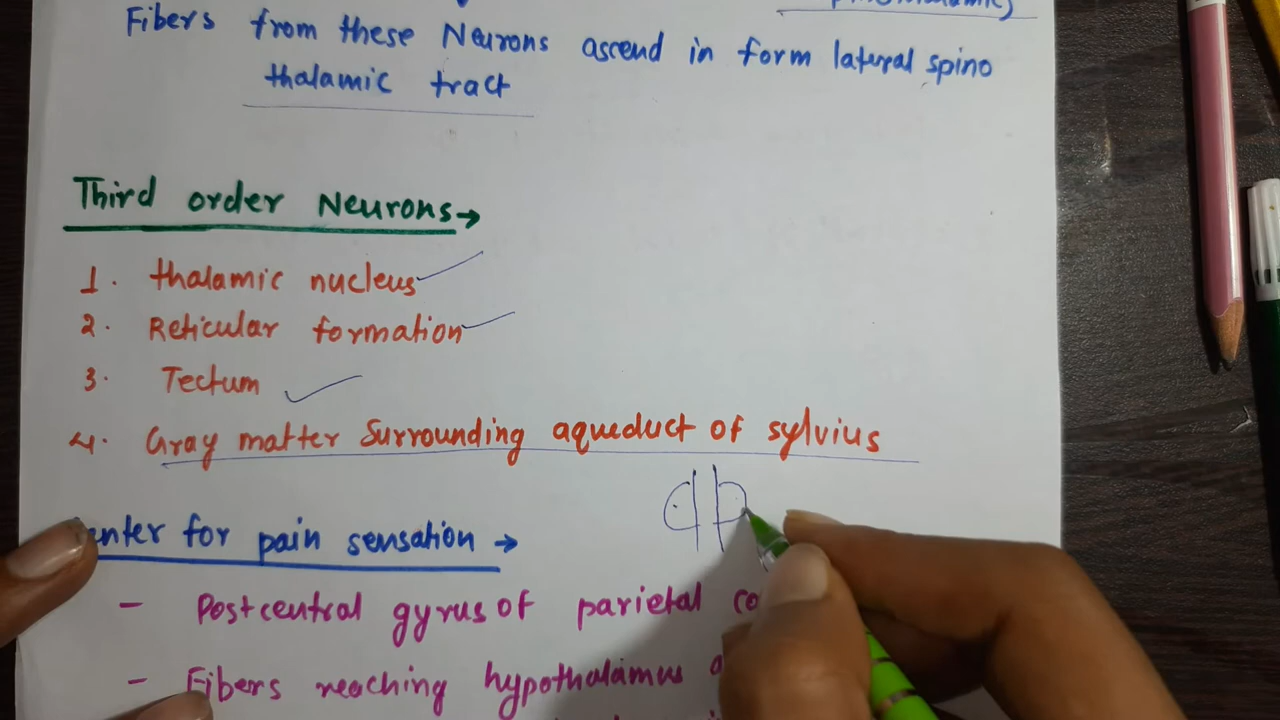 Fibers from these Neurons ascend in form lateral spino
thalamic tract
Third order Neurons→
1. thalamic nucleus
2. Reticular formation
3. Tectum
4. Gray matter Surrounding aqueduct of sylvius
enter for pain sensation →
- Postcentral gyrus of parietal co
- Fibers reaching hypothalamus